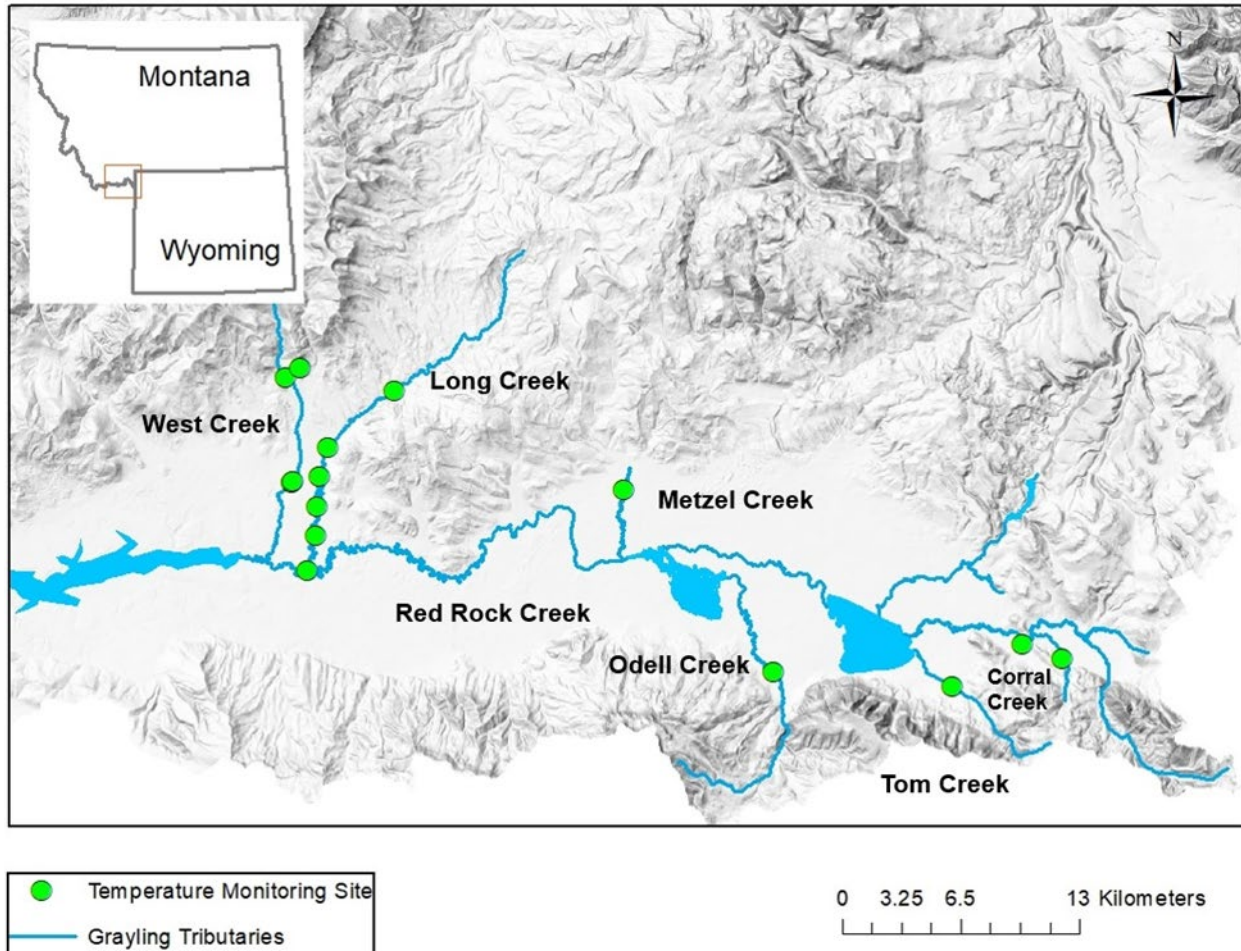 N
Montana
Wyoming
Long Creek
West Creek
Metzel Creek
Red Rock Creek
Odell Creek
Corral
Creek
Tom Creek
Temperature Monitoring Site
Grayling Tributaries
0 3.25 6.5 13 Kilometers